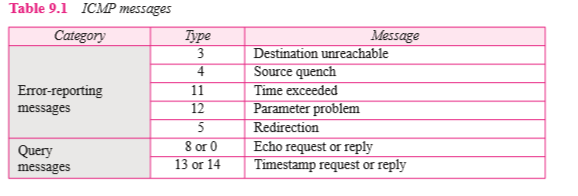 Table 9.1 ICMP messages
Category Type Message
Error-reporting messages 3 Destination unreachable
4 Source quench
11 Time exceeded
12 Parameter problem
5 Redirection
Query messages 8 or 0 Echo request or reply
13 or 14 Timestamp request or reply